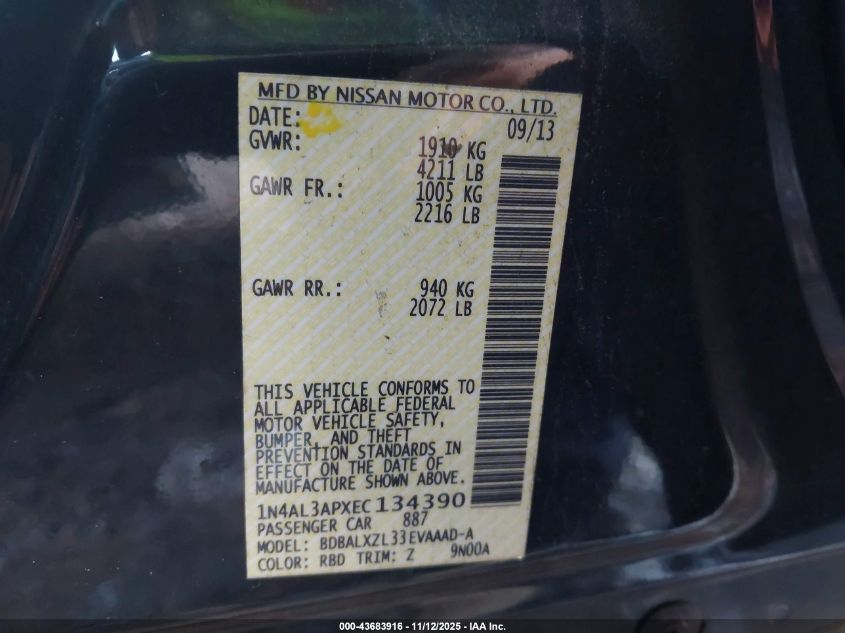 MFD BY NISSAN MOTOR CO., LTD.
DATE: 09/13
GVWR: 1910 KG
4211 LB
GAWR FR.: 1005 KG
2216 LB
GAWR RR.: 940 KG
2072 LB
THIS VEHICLE CONFORMS TO
ALL APPLICABLE FEDERAL
MOTOR VEHICLE SAFETY,
BUMPER, AND THEFT
PREVENTION STANDARDS IN
EFFECT ON THE DATE OF
MANUFACTURE SHOWN ABOVE.
1N4AL3APXEC134390
PASSENGER CAR 887
MODEL: BDBALXZL33EVAAAD-A
COLOR: RBD TRIM: Z 9N00A
000-43683916 - 11/12/2025 - IAA Inc.